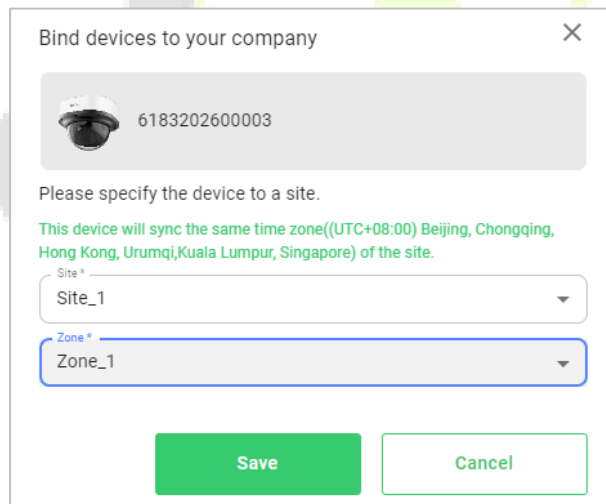 Bind devices to your company
6183202600003
Please specify the device to a site.
This device will sync the same time zone((UTC+08:00) Beijing, Chongqing,
Hong Kong, Urumqi,Kuala Lumpur, Singapore) of the site.
Site *
Site_1
Zone *
Zone_1
Save
Cancel